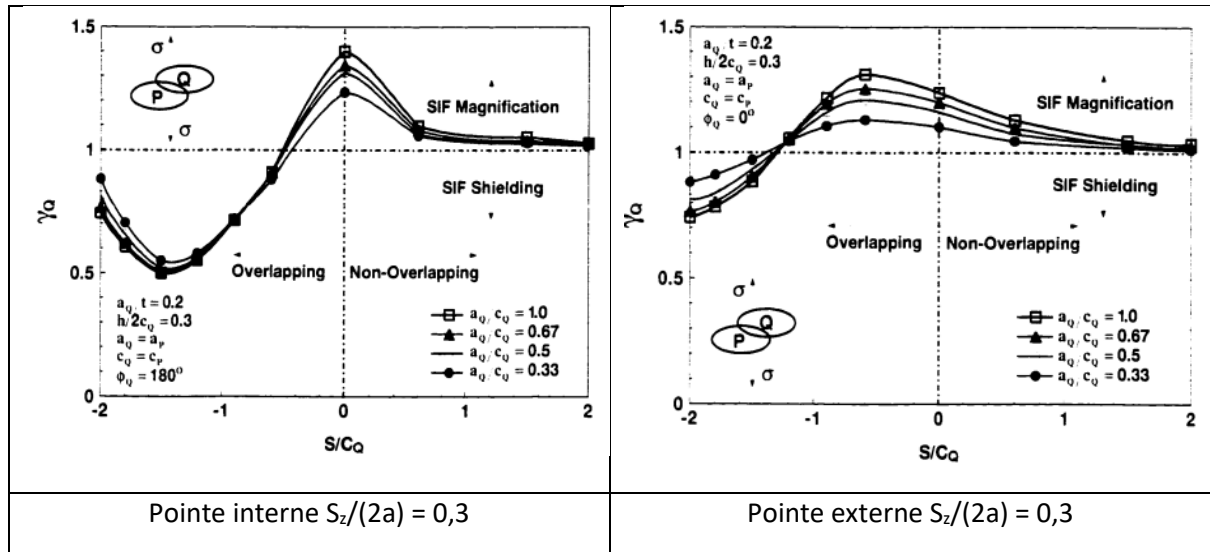 1.5
σ
Q
P
σ
SIF Magnification
1
SIF Shielding
γQ
Overlapping
Non-Overlapping
0.5
aQ/ t = 0.2
h/2cQ = 0.3
aQ = aP
cQ = cP
ϕQ = 180°
aQ/ cQ = 1.0
aQ/ cQ = 0.67
aQ/ cQ = 0.5
aQ/ cQ = 0.33
0
-2
-1
0
1
2
S/CQ
Pointe interne Sz/(2a) = 0,3
1.5
aQ/ t = 0.2
h/2cQ = 0.3
aQ = aP
cQ = cP
ϕQ = 0°
SIF Magnification
1
SIF Shielding
γQ
Overlapping
Non-Overlapping
0.5
σ
Q
P
σ
aQ/ cQ = 1.0
aQ/ cQ = 0.67
aQ/ cQ = 0.5
aQ/ cQ = 0.33
0
-2
-1
0
1
2
S/CQ
Pointe externe Sz/(2a) = 0,3